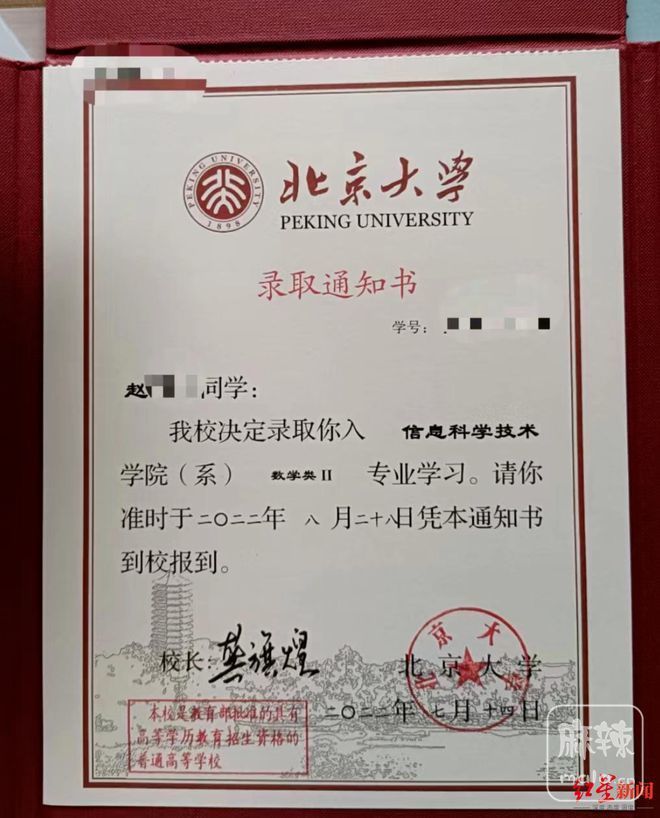 PEKING UNIVERSITY
1898
北京大学
PEKING UNIVERSITY
录取通知书
学号：
赵 同学：
我校决定录取你入 信息科学技术
学院（系） 数学类Ⅱ 专业学习。请你
准时于二〇二二年 八 月二十八日凭本通知书
到校报到。
校长：龚旗煌
北京大学
北京大学
二〇二二年 七 月 十四 日
本校是教育部批准的具有
高等学历教育招生资格的
普通高等学校
麻辣
mala.cn
红星新闻